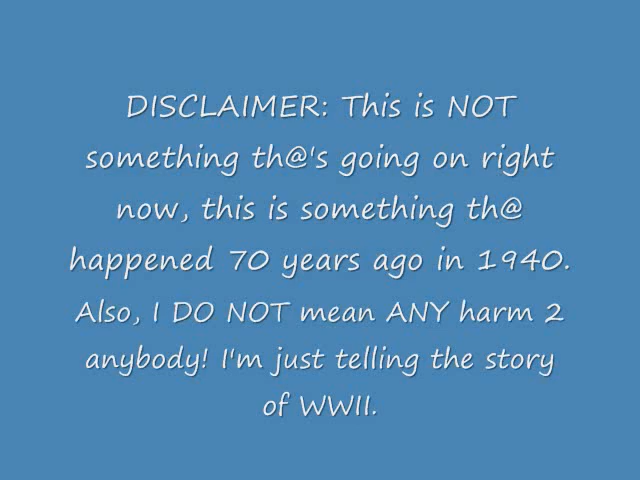 DISCLAIMER: This is NOT
something th@'s going on right
now, this is something th@
happened 70 years ago in 1940.
Also, I DO NOT mean ANY harm 2
anybody! I'm just telling the story
of WWII.